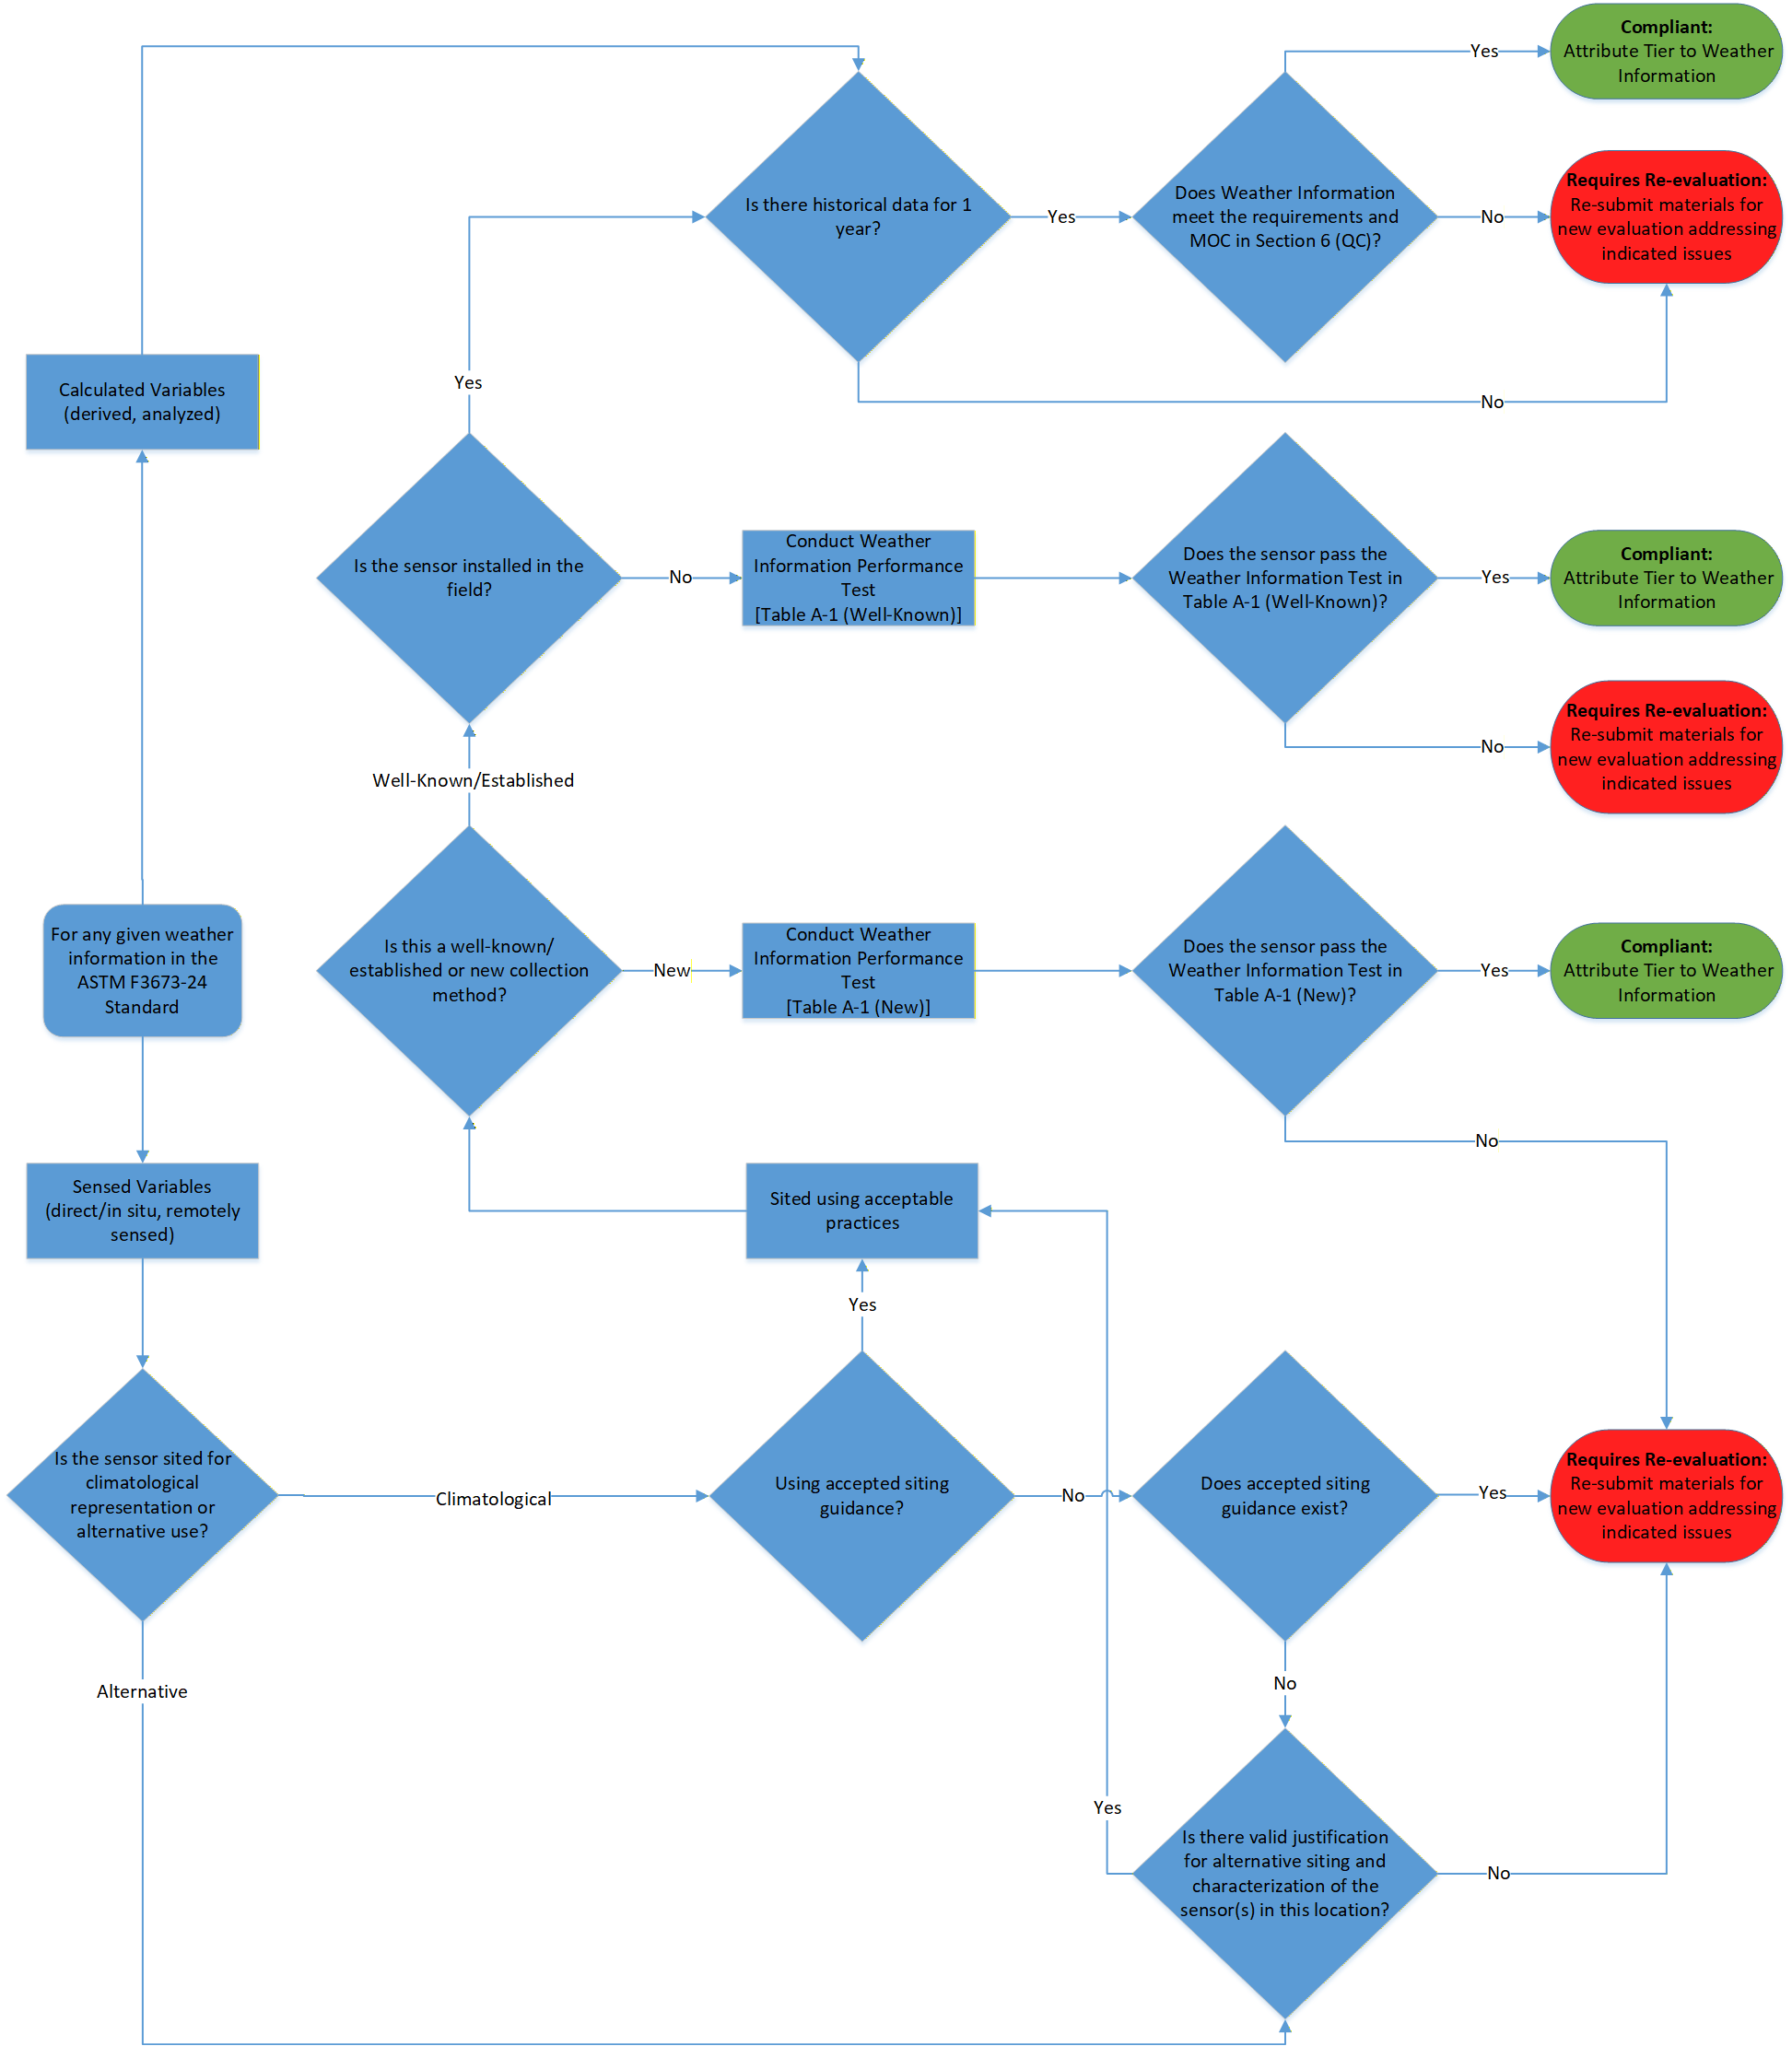 Compliant:
Attribute Tier to Weather
Information
Yes
Requires Re-evaluation:
Re-submit materials for
new evaluation addressing
indicated issues
Is there historical data for 1
year?
Yes
Does Weather Information
meet the requirements and
MOC in Section 6 (QC)?
No
No
Calculated Variables
(derived, analyzed)
Yes
Is the sensor installed in the
field?
No
Conduct Weather
Information Performance
Test
[Table A-1 (Well-Known)]
Does the sensor pass the
Weather Information Test in
Table A-1 (Well-Known)?
Yes
Compliant:
Attribute Tier to Weather
Information
No
Requires Re-evaluation:
Re-submit materials for
new evaluation addressing
indicated issues
Well-Known/Established
For any given weather
information in the
ASTM F3673-24
Standard
Is this a well-known/
established or new collection
method?
New
Conduct Weather
Information Performance
Test
[Table A-1 (New)]
Does the sensor pass the
Weather Information Test in
Table A-1 (New)?
Yes
Compliant:
Attribute Tier to Weather
Information
No
Sensed Variables
(direct/in situ, remotely
sensed)
Sited using acceptable
practices
Yes
Is the sensor sited for
climatological
representation or
alternative use?
Climatological
Using accepted siting
guidance?
No
Does accepted siting
guidance exist?
Yes
Requires Re-evaluation:
Re-submit materials for
new evaluation addressing
indicated issues
Alternative
No
Yes
Is there valid justification
for alternative siting and
characterization of the
sensor(s) in this location?
No